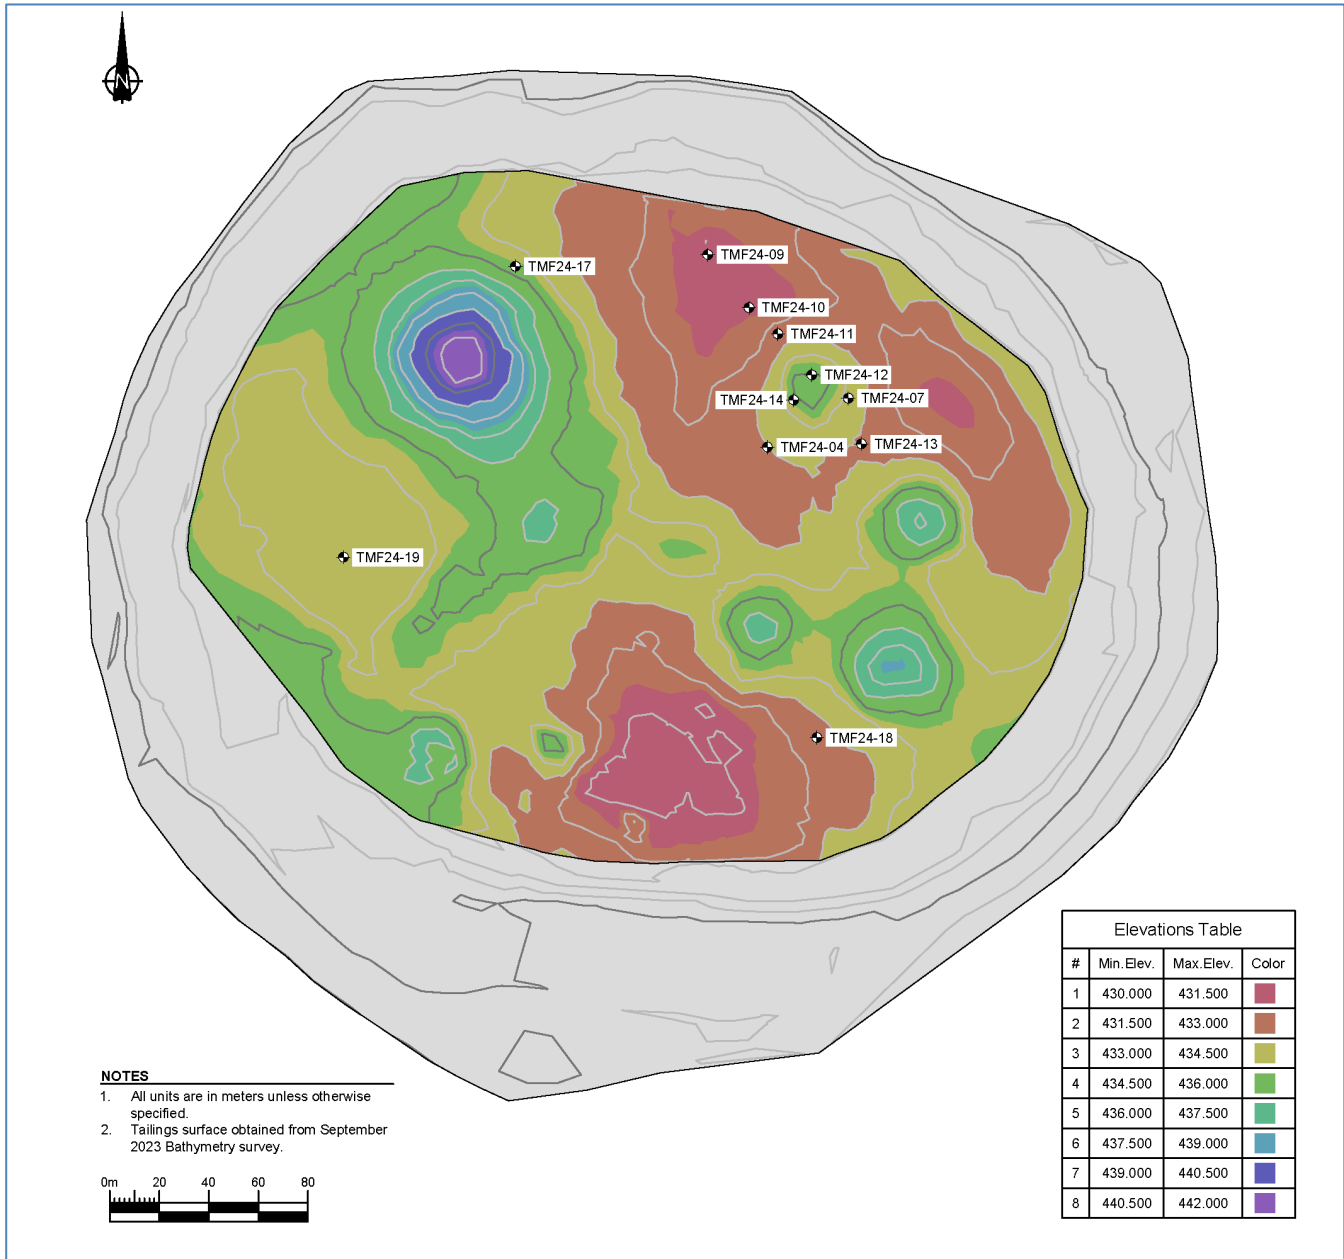 N
TMF24-09
TMF24-17
TMF24-10
TMF24-11
TMF24-12
TMF24-14
TMF24-07
TMF24-04
TMF24-13
TMF24-19
TMF24-18
Elevations Table
# Min.Elev. Max.Elev. Color
1 430.000 431.500
2 431.500 433.000
3 433.000 434.500
4 434.500 436.000
5 436.000 437.500
6 437.500 439.000
7 439.000 440.500
8 440.500 442.000
NOTES
1. All units are in meters unless otherwise
specified.
2. Tailings surface obtained from September
2023 Bathymetry survey.
0m 20 40 60 80